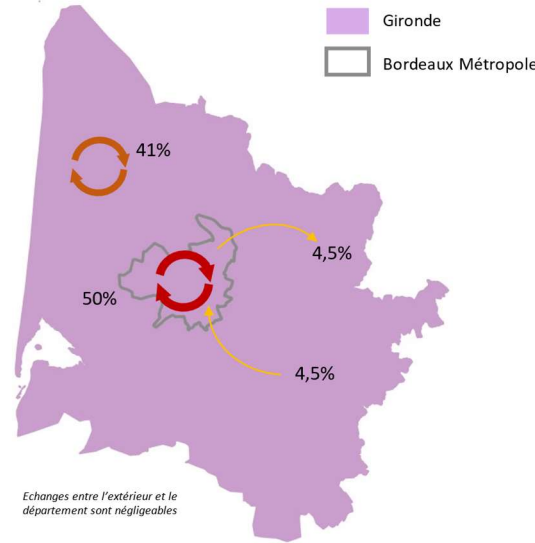 Gironde
Bordeaux Métropole
41%
4,5%
50%
4,5%
Echanges entre l'extérieur et le
département sont négligeables